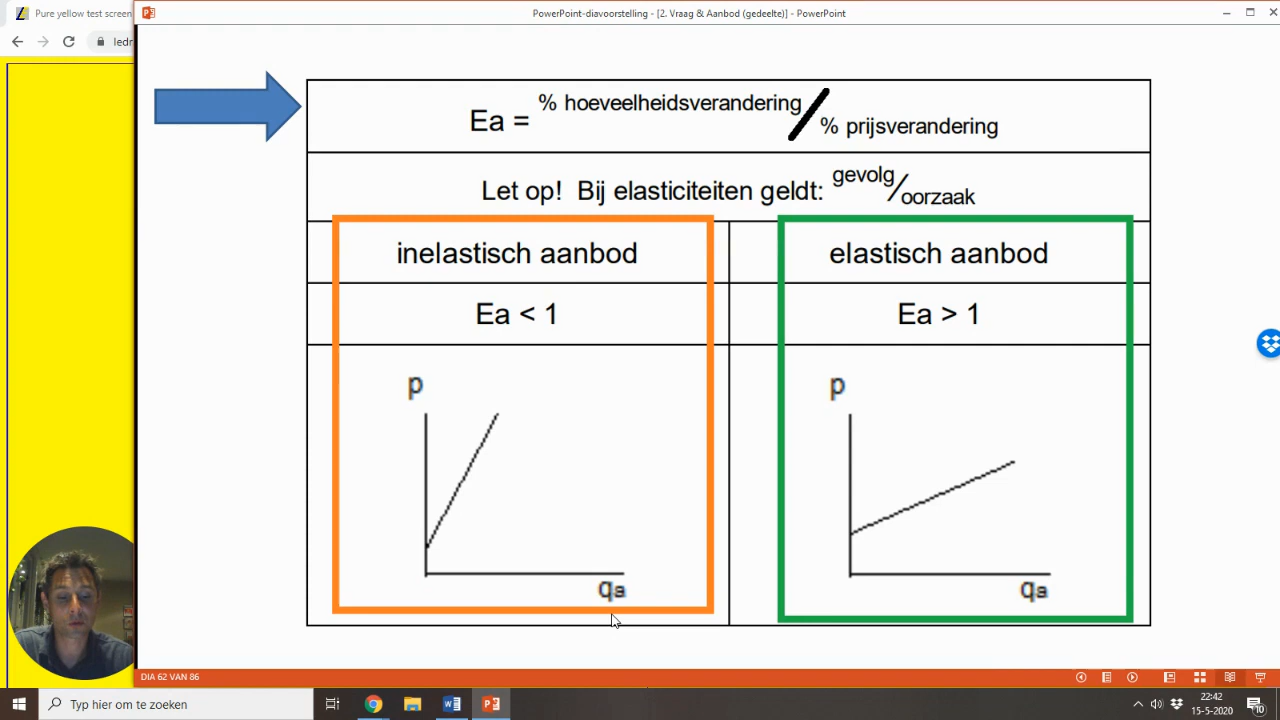 Pure yellow test screen
PowerPoint-diavoorstelling - [2. Vraag & Aanbod (gedeelte)] - PowerPoint
ledr
Ea = % hoeveelheidsverandering / % prijsverandering
Let op! Bij elasticiteiten geldt: gevolg/oorzaak
inelastisch aanbod
elastisch aanbod
Ea < 1
Ea > 1
p
qa
p
qa
DIA 62 VAN 86
Typ hier om te zoeken
22:42
15-5-2020
10